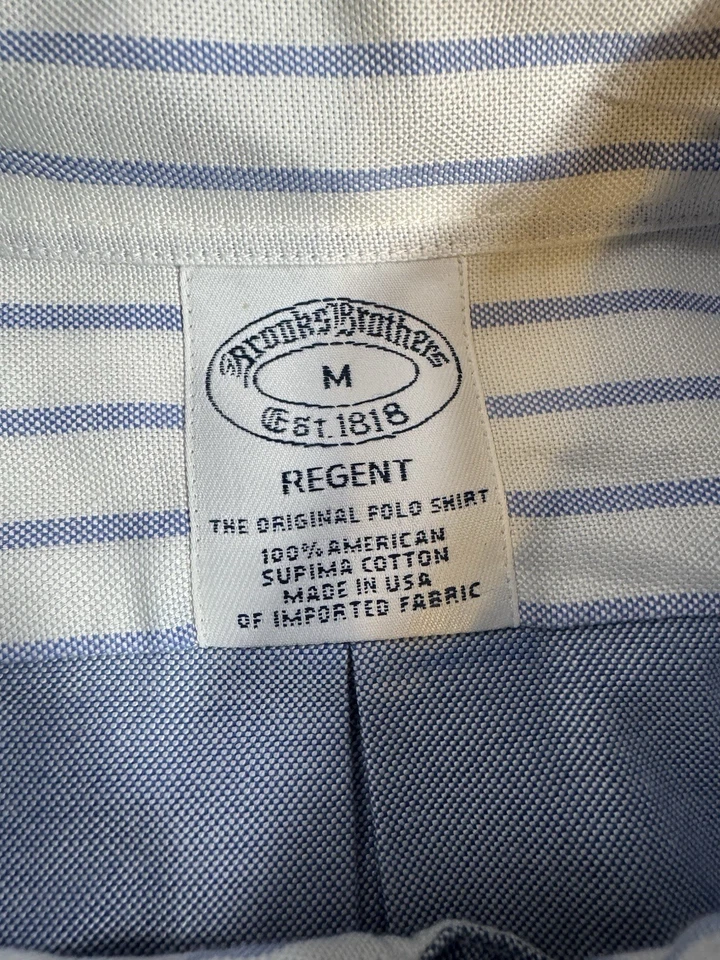 Brooks Brothers
M
Est. 1818
REGENT
THE ORIGINAL POLO SHIRT
100% AMERICAN
SUPIMA COTTON
MADE IN USA
OF IMPORTED FABRIC